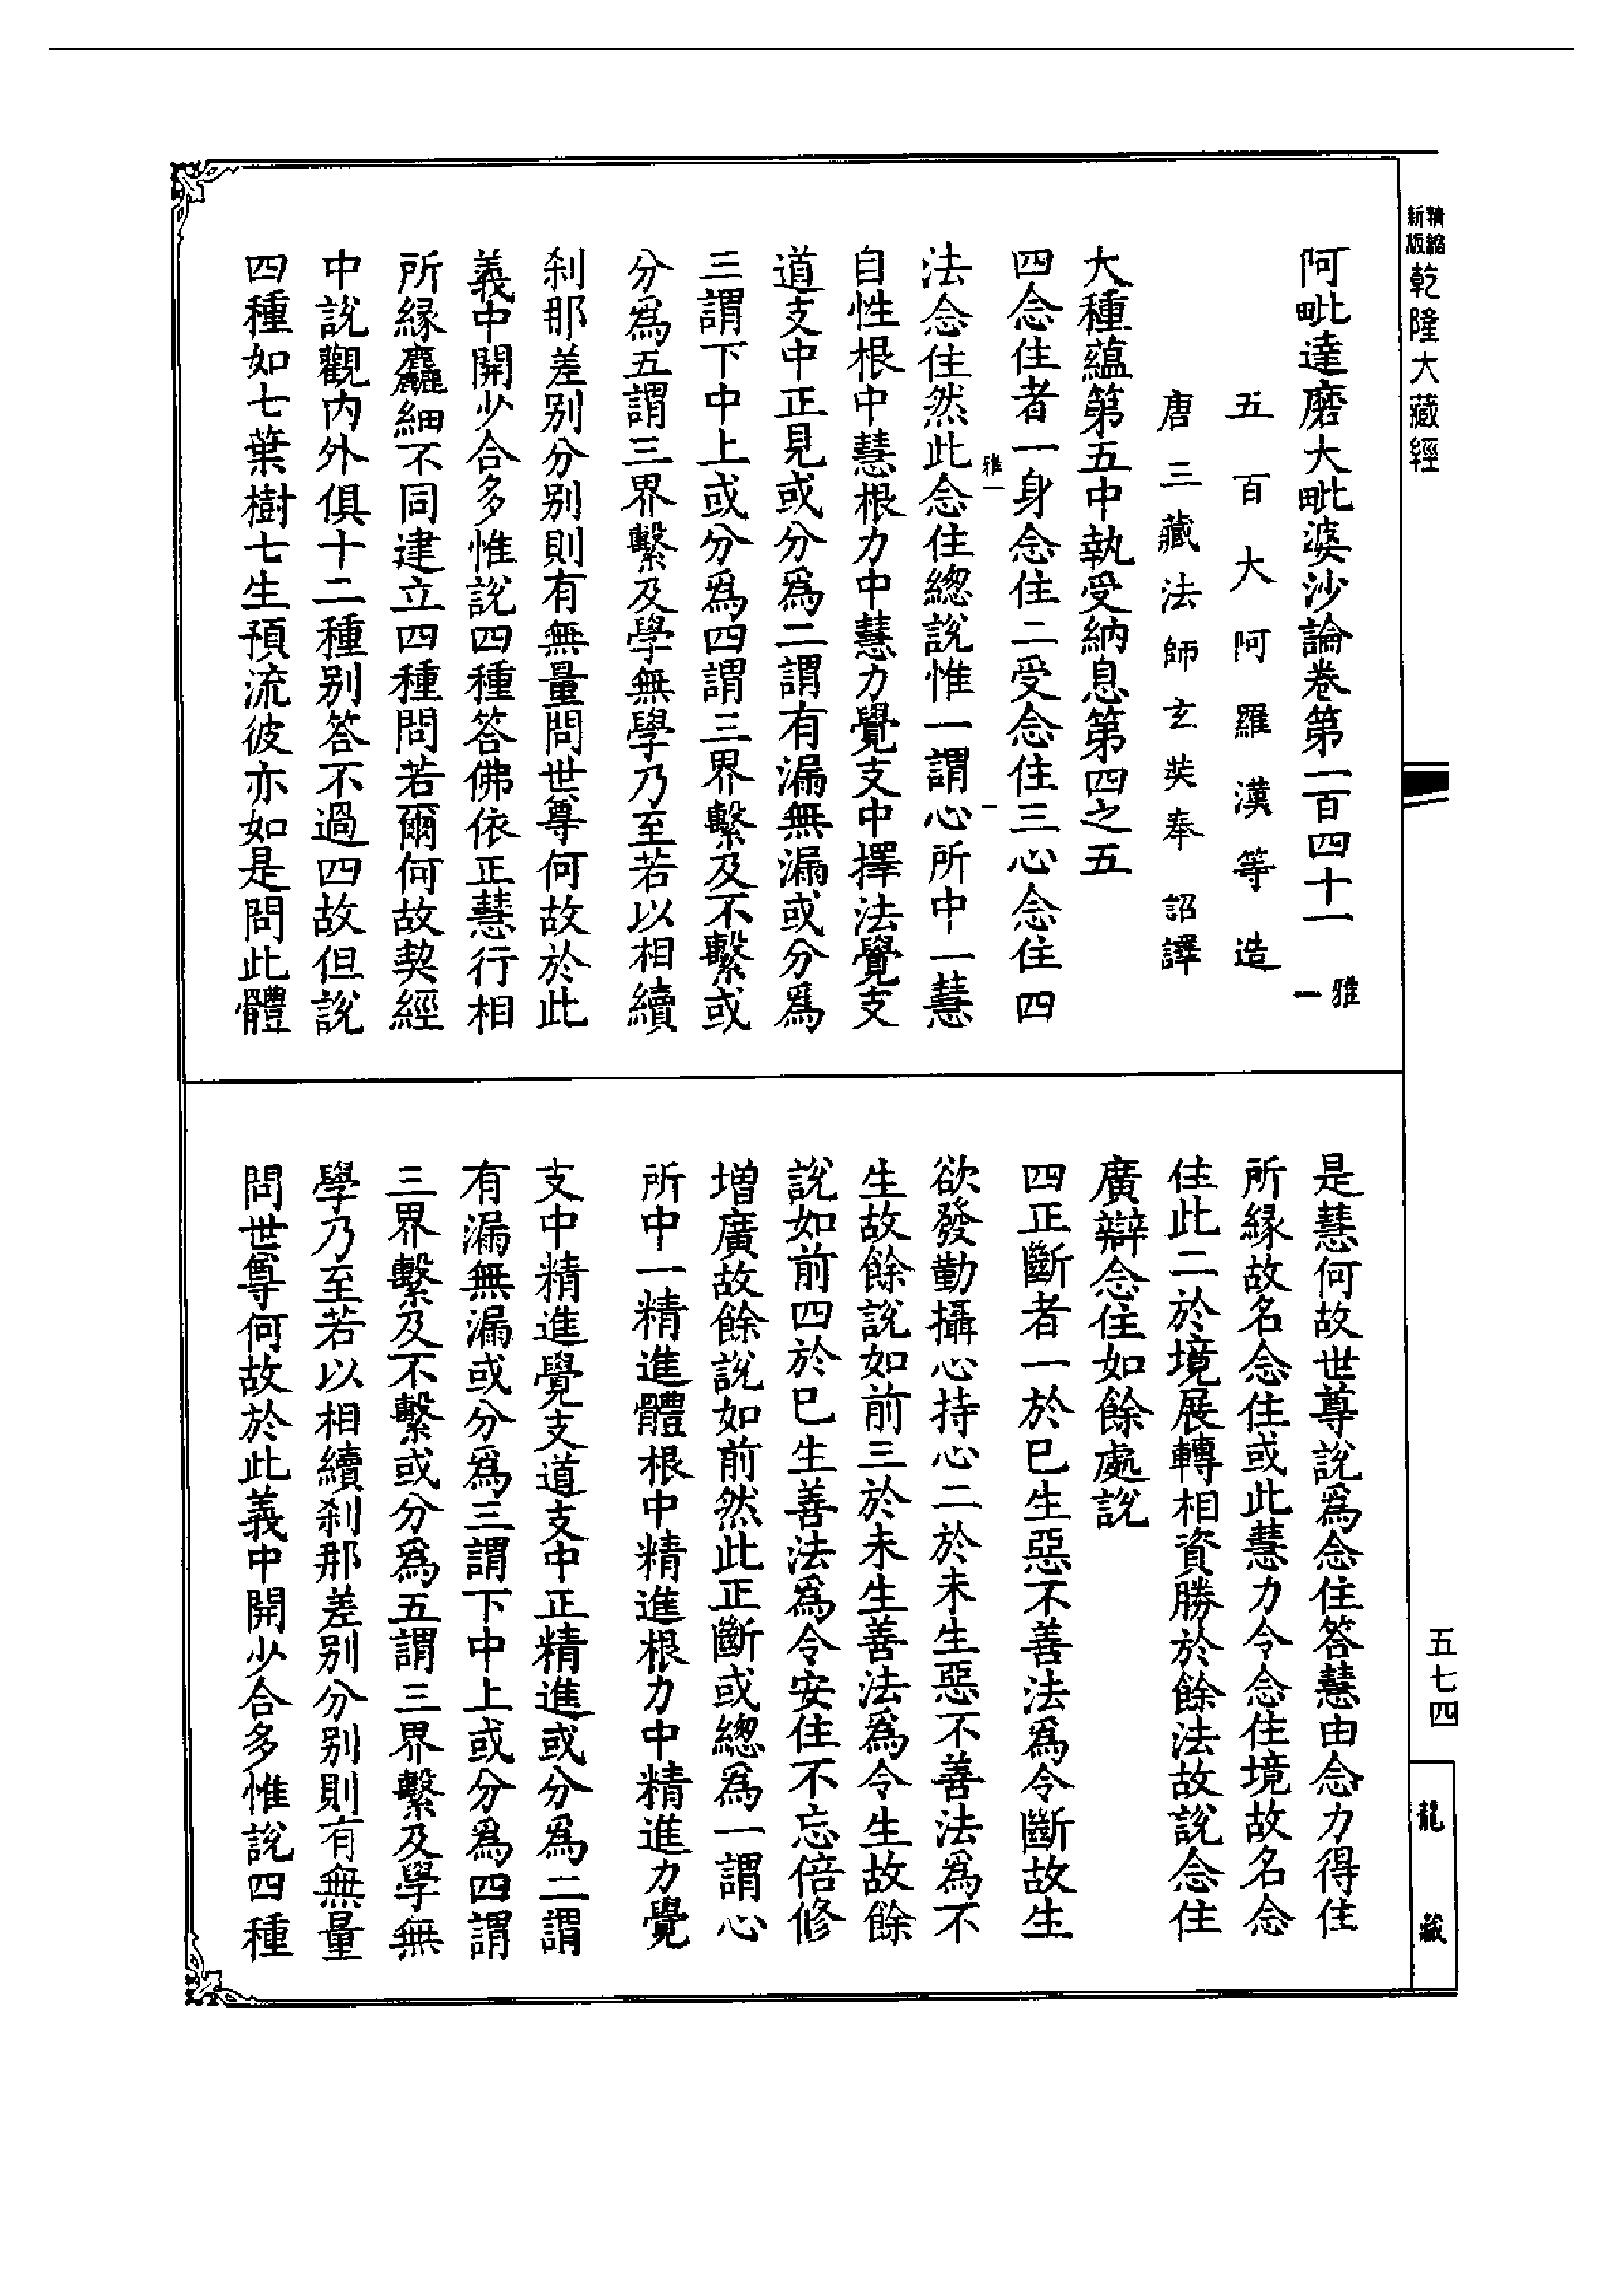 新版
精縮
乾隆大藏經
阿毗達磨大毗婆沙論卷第一百四十一 雅一
五百大阿羅漢等造
唐三藏法師玄奘奉 詔譯
大種蘊第五中執受納息第四之五
四念住者一身念住二受念住三心念住四
雅一 一
法念住然此念住總說惟一謂心所中一慧
自性根中慧根力中慧力覺支中擇法覺支
道支中正見或分爲二謂有漏無漏或分爲
三謂下中上或分爲四謂三界繫及不繫或
分爲五謂三界繫及學無學乃至若以相續
刹那差别分别則有無量問世尊何故於此
義中開少合多惟說四種答佛依正慧行相
所緣麤細不同建立四種問若爾何故契經
中說觀内外俱十二種别答不過四故但說
四種如七葉樹七生預流彼亦如是問此體
是慧何故世尊說爲念住答慧由念力得住
所緣故名念住或此慧力令念住境故名念
住此二於境展轉相資勝於餘法故說念住
廣辯念住如餘處說
四正斷者一於巳生惡不善法爲令斷故生
欲發勤攝心持心二於未生惡不善法爲不
生故餘說如前三於未生善法爲令生故餘
說如前四於巳生善法爲令安住不忘倍修
增廣故餘說如前然此正斷或總爲一謂心
所中一精進體根中精進根力中精進力覺
支中精進覺支道支中正精進或分爲二謂
有漏無漏或分爲三謂下中上或分爲四謂
三界繫及不繫或分爲五謂三界繫及學無
學乃至若以相續刹那差别分别則有無量
問世尊何故於此義中開少合多惟說四種
五七四
龍藏